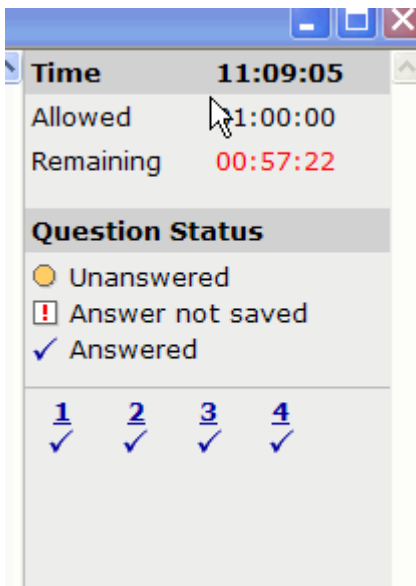 Time 11:09:05
Allowed 01:00:00
Remaining 00:57:22
Question Status
Unanswered
! Answer not saved
Answered
1 2 3 4